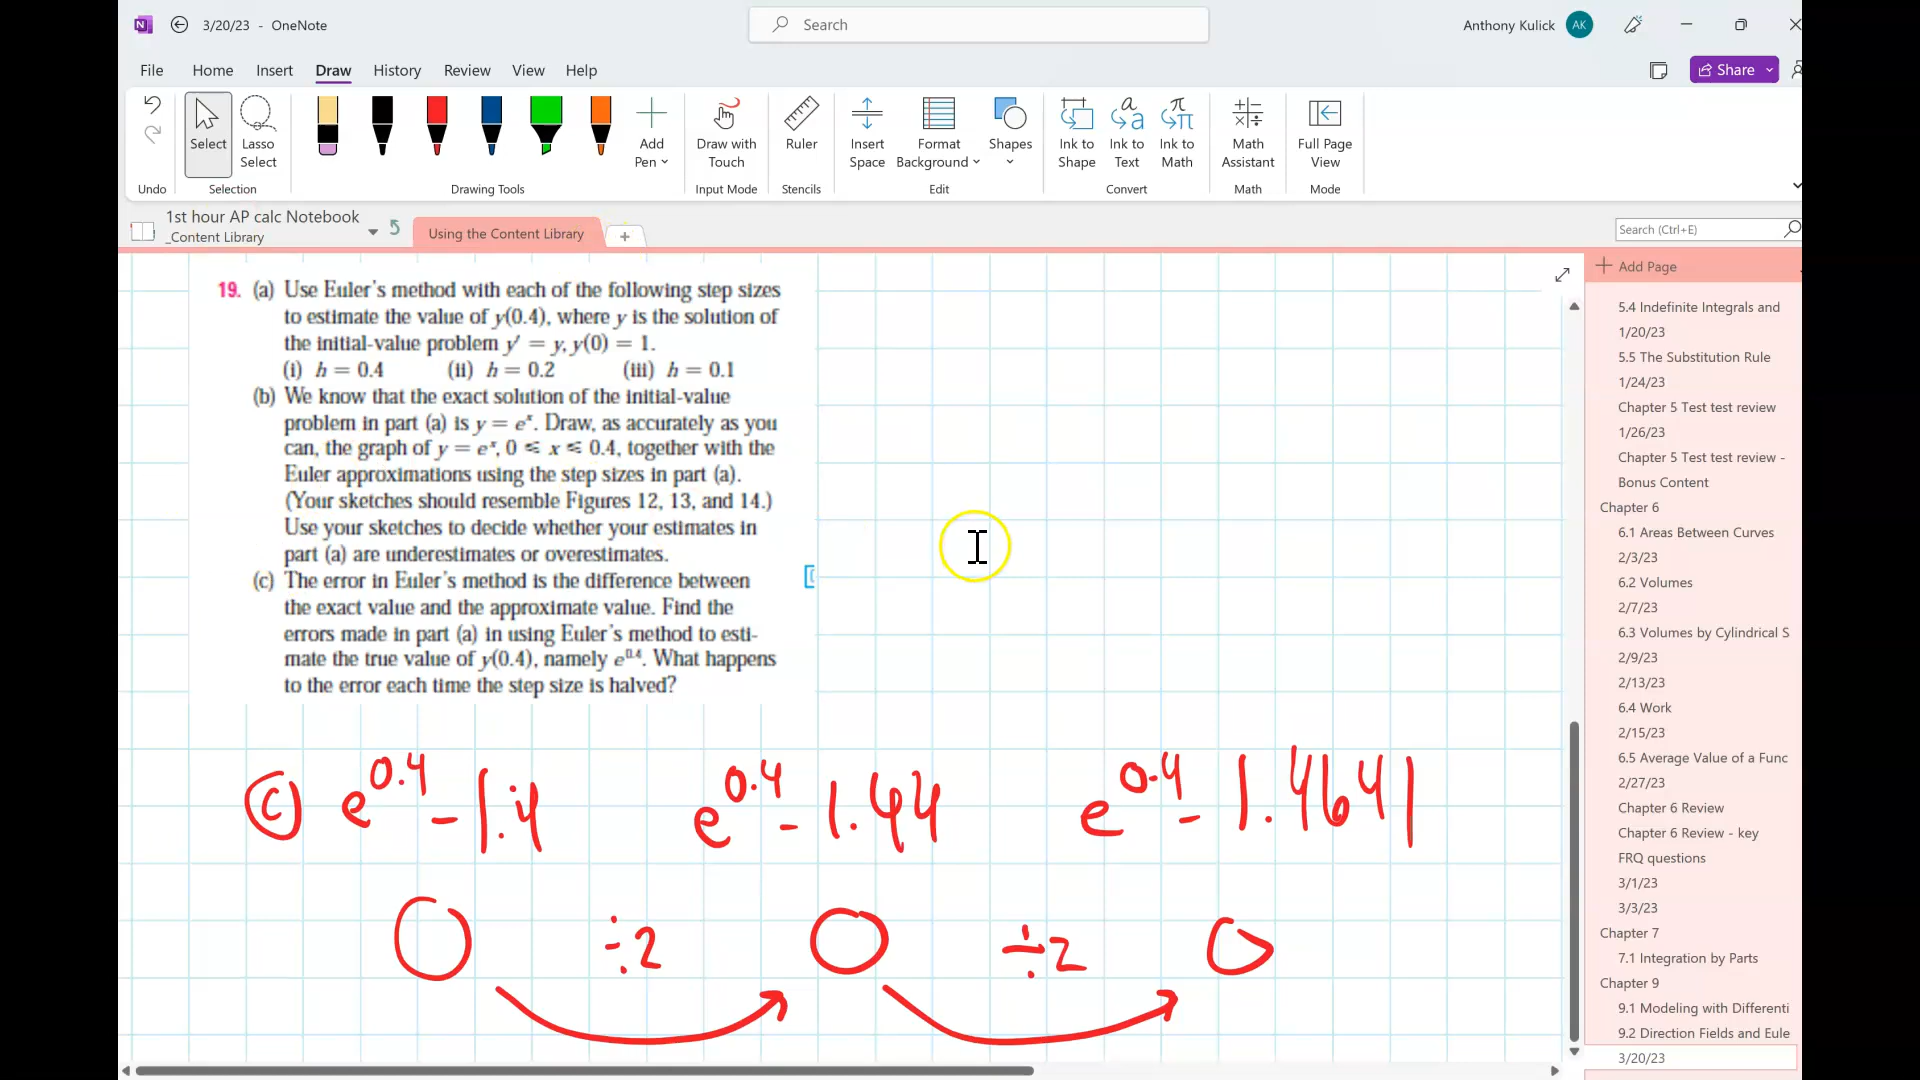 3/20/23 - OneNote
Search
Anthony Kulick AK
File Home Insert Draw History Review View Help
Share
Select Lasso Select
Add Pen
Draw with Touch
Ruler
Insert Space
Format Background
Shapes
Ink to Shape Ink to Text Ink to Math
Math Assistant
Full Page View
Undo Selection Drawing Tools Input Mode Stencils Edit Convert Math Mode
1st hour AP calc Notebook
_Content Library
Using the Content Library
Search (Ctrl+E)
19. (a) Use Euler's method with each of the following step sizes
to estimate the value of y(0.4), where y is the solution of
the initial-value problem y' = y, y(0) = 1.
(i) h = 0.4 (ii) h = 0.2 (iii) h = 0.1
(b) We know that the exact solution of the initial-value
problem in part (a) is y = eˣ. Draw, as accurately as you
can, the graph of y = eˣ, 0 ≤ x ≤ 0.4, together with the
Euler approximations using the step sizes in part (a).
(Your sketches should resemble Figures 12, 13, and 14.)
Use your sketches to decide whether your estimates in
part (a) are underestimates or overestimates.
(c) The error in Euler's method is the difference between
the exact value and the approximate value. Find the
errors made in part (a) in using Euler's method to esti-
mate the true value of y(0.4), namely e^0.4. What happens
to the error each time the step size is halved?
(c) e^0.4 - 1.4 e^0.4 - 1.44 e^0.4 - 1.4641
÷2 ÷2
Add Page
5.4 Indefinite Integrals and
1/20/23
5.5 The Substitution Rule
1/24/23
Chapter 5 Test test review
1/26/23
Chapter 5 Test test review -
Bonus Content
Chapter 6
6.1 Areas Between Curves
2/3/23
6.2 Volumes
2/7/23
6.3 Volumes by Cylindrical S
2/9/23
2/13/23
6.4 Work
2/15/23
6.5 Average Value of a Func
2/27/23
Chapter 6 Review
Chapter 6 Review - key
FRQ questions
3/1/23
3/3/23
Chapter 7
7.1 Integration by Parts
Chapter 9
9.1 Modeling with Differenti
9.2 Direction Fields and Eule
3/20/23